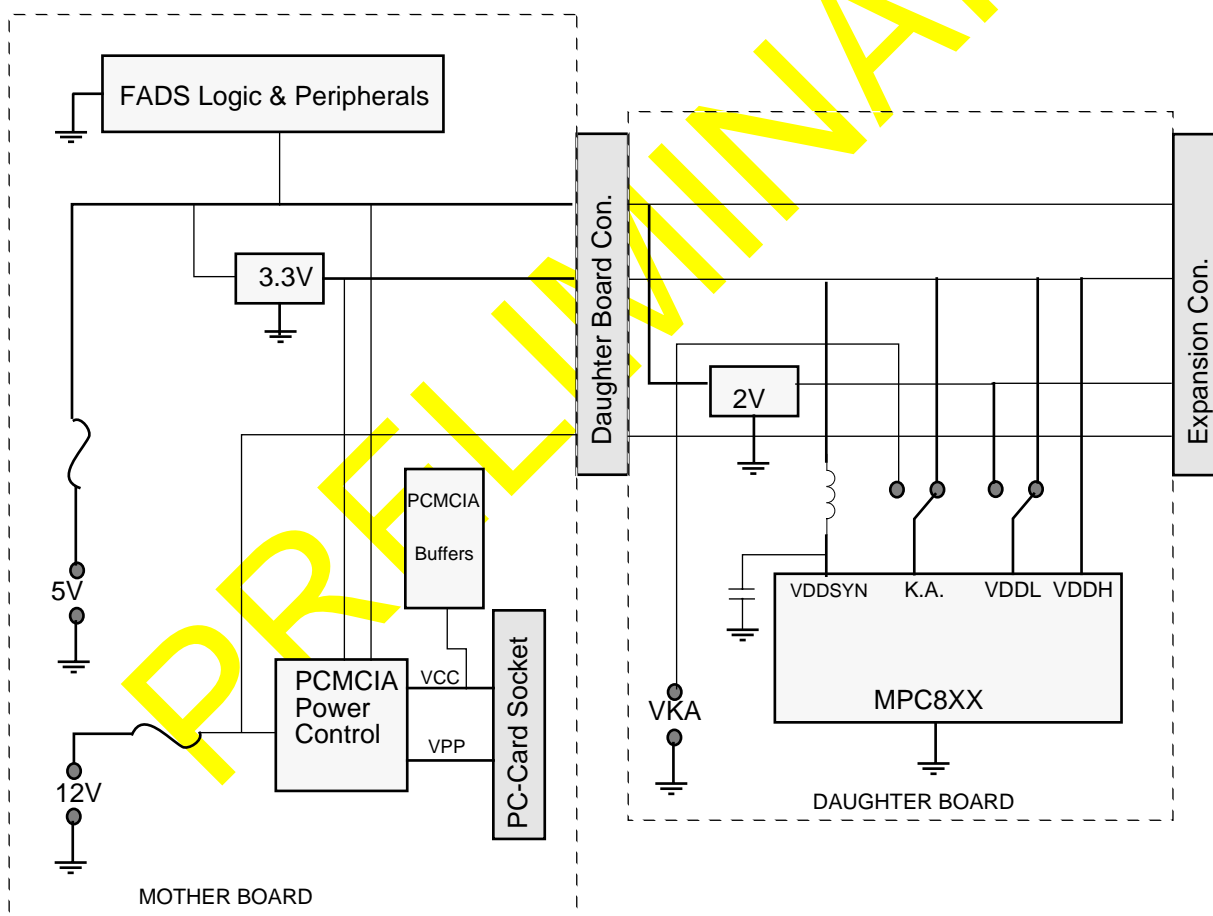 FADS Logic & Peripherals
3.3V
Daughter Board Con.
Expansion Con.
2V
PCMCIA
Buffers
5V
VDDSYN
K.A.
VDDL
VDDH
MPC8XX
PCMCIA
Power
Control
VCC
VPP
PC-Card Socket
VKA
12V
DAUGHTER BOARD
MOTHER BOARD